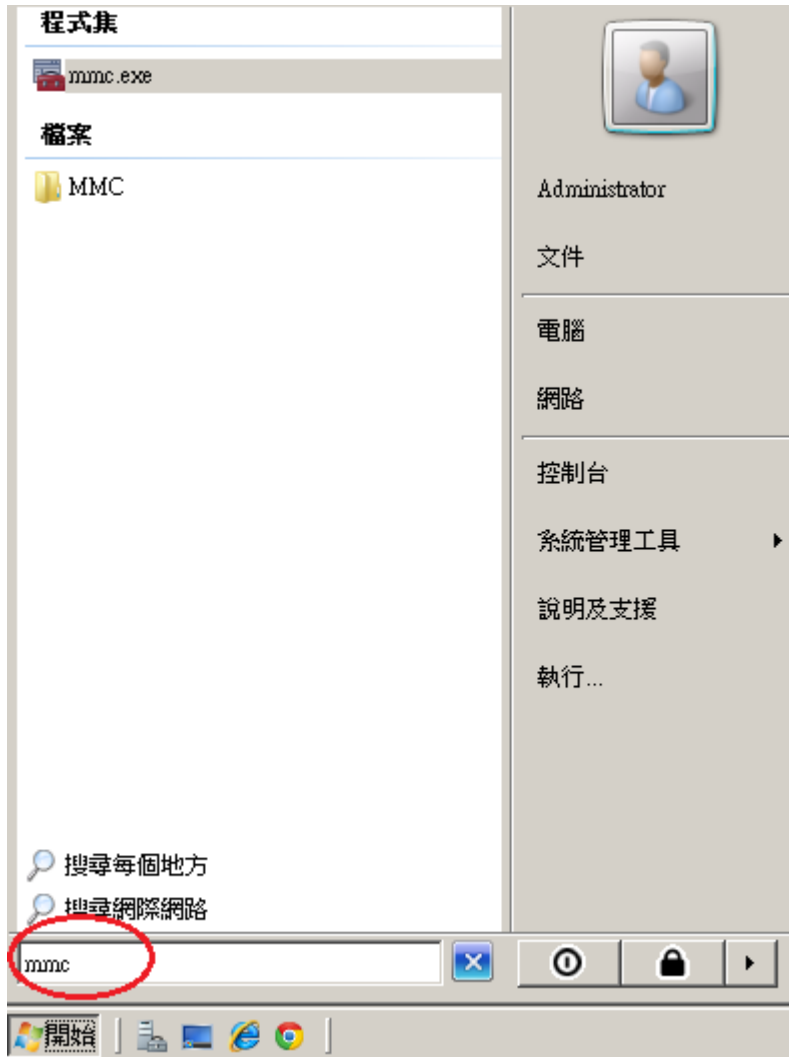 程式集
mmc.exe
檔案
MMC
搜尋每個地方
搜尋網際網路
mmc
Administrator
文件
電腦
網路
控制台
系統管理工具
說明及支援
執行...
開始